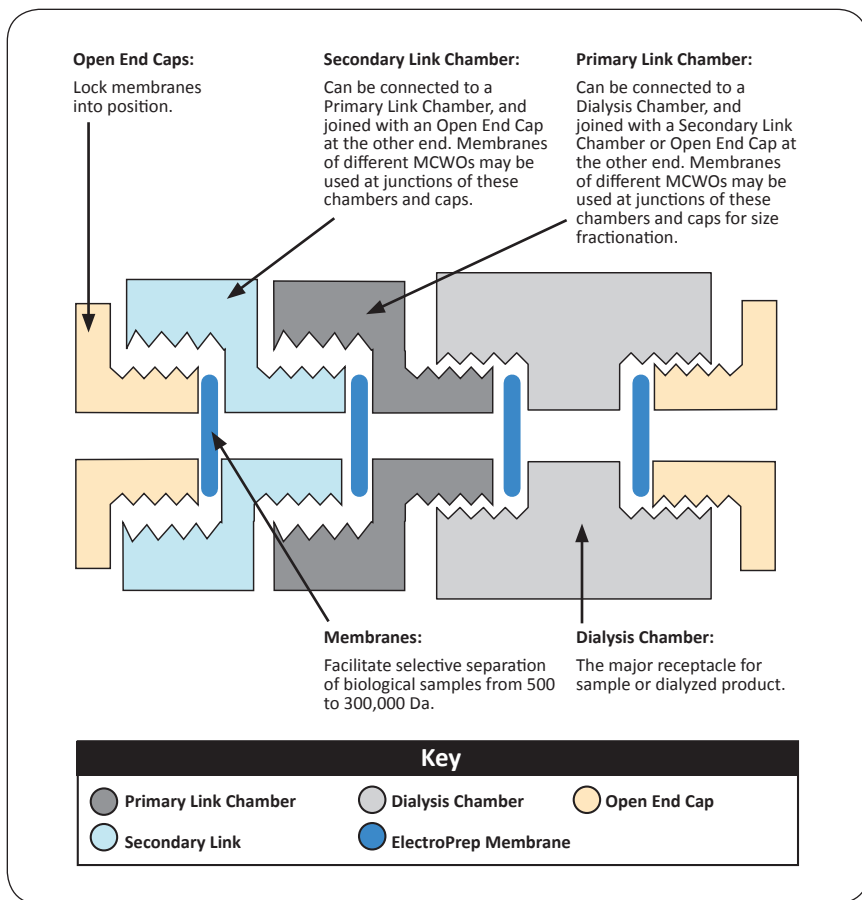 Open End Caps:
Lock membranes
into position.
Secondary Link Chamber:
Can be connected to a
Primary Link Chamber, and
joined with an Open End Cap
at the other end. Membranes
of different MCWOs may be
used at junctions of these
chambers and caps.
Primary Link Chamber:
Can be connected to a
Dialysis Chamber, and
joined with a Secondary Link
Chamber or Open End Cap at
the other end. Membranes
of different MCWOs may be
used at junctions of these
chambers and caps for size
fractionation.
Membranes:
Facilitate selective separation
of biological samples from 500
to 300,000 Da.
Dialysis Chamber:
The major receptacle for
sample or dialyzed product.
Key
Primary Link Chamber
Dialysis Chamber
Open End Cap
Secondary Link
ElectroPrep Membrane